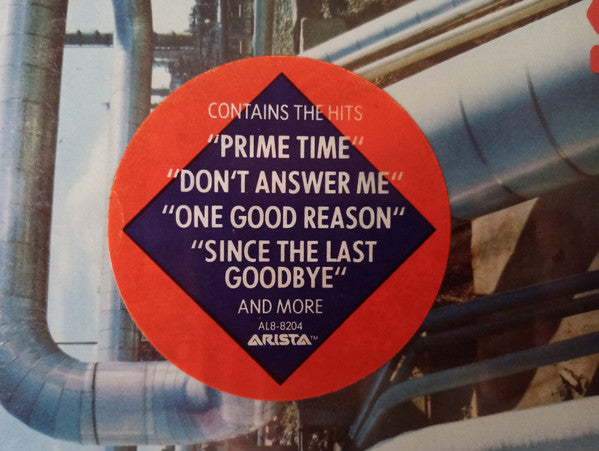 CONTAINS THE HITS
"PRIME TIME"
"DON'T ANSWER ME"
"ONE GOOD REASON"
"SINCE THE LAST
GOODBYE"
AND MORE
AL8-8204
ARISTA™